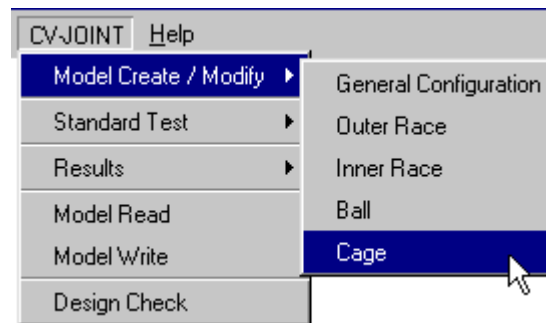 CV-JOINT Help
Model Create / Modify
Standard Test
Results
Model Read
Model Write
Design Check
General Configuration
Outer Race
Inner Race
Ball
Cage